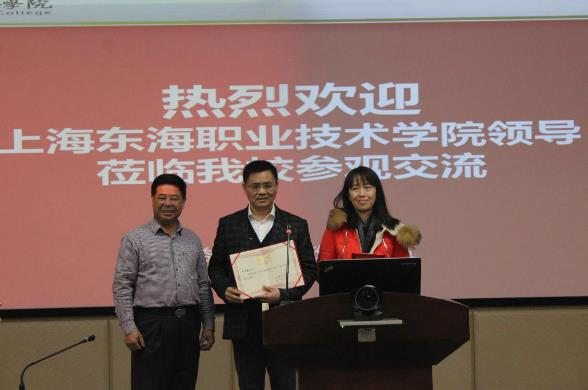 学院
College
热烈欢迎
上海东海职业技术学院领导
莅临我校参观交流